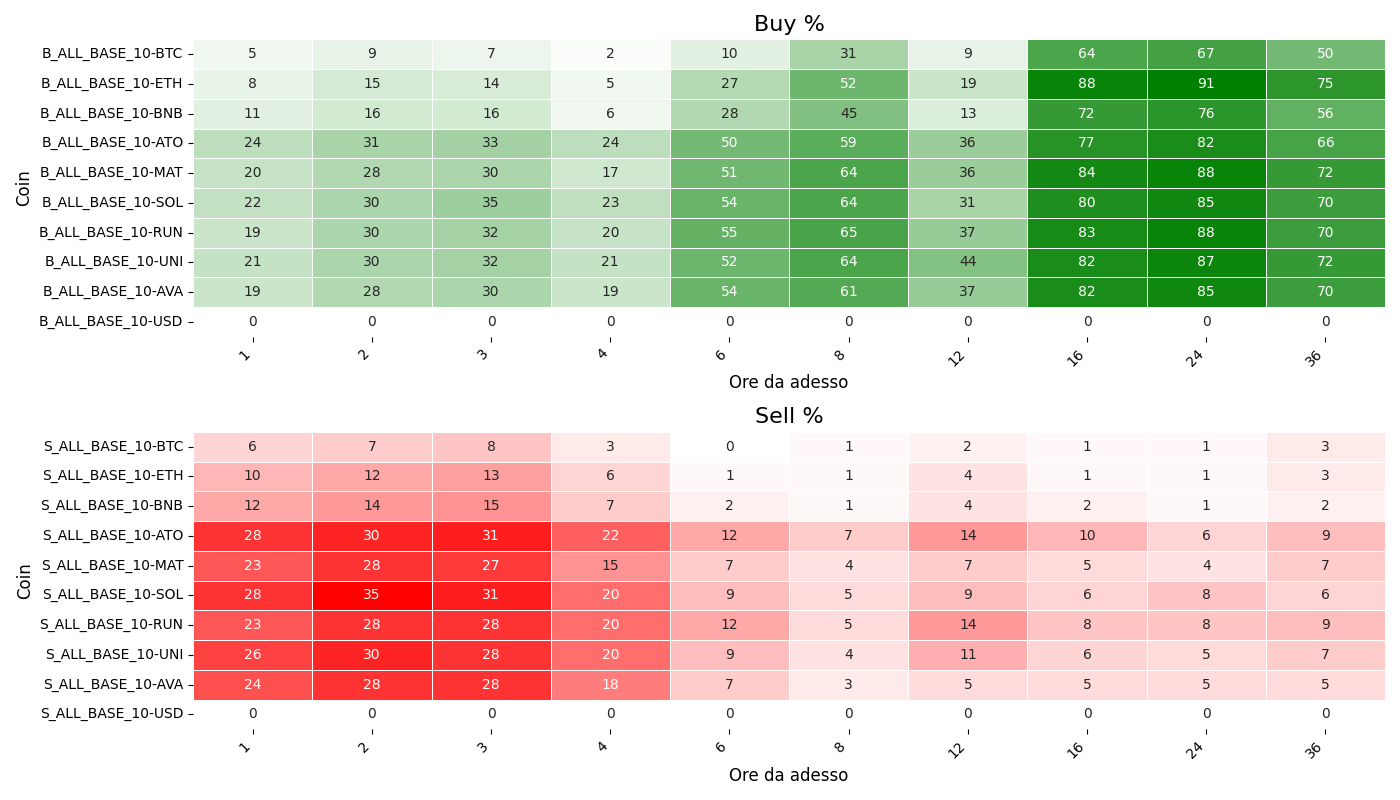 Buy %
Coin
B_ALL_BASE_10-BTC 5 9 7 2 10 31 9 64 67 50
B_ALL_BASE_10-ETH 8 15 14 5 27 52 19 88 91 75
B_ALL_BASE_10-BNB 11 16 16 6 28 45 13 72 76 56
B_ALL_BASE_10-ATO 24 31 33 24 50 59 36 77 82 66
B_ALL_BASE_10-MAT 20 28 30 17 51 64 36 84 88 72
B_ALL_BASE_10-SOL 22 30 35 23 54 64 31 80 85 70
B_ALL_BASE_10-RUN 19 30 32 20 55 65 37 83 88 70
B_ALL_BASE_10-UNI 21 30 32 21 52 64 44 82 87 72
B_ALL_BASE_10-AVA 19 28 30 19 54 61 37 82 85 70
B_ALL_BASE_10-USD 0 0 0 0 0 0 0 0 0 0
1 2 3 4 6 8 12 16 24 36
Ore da adesso
Sell %
Coin
S_ALL_BASE_10-BTC 6 7 8 3 0 1 2 1 1 3
S_ALL_BASE_10-ETH 10 12 13 6 1 1 4 1 1 3
S_ALL_BASE_10-BNB 12 14 15 7 2 1 4 2 1 2
S_ALL_BASE_10-ATO 28 30 31 22 12 7 14 10 6 9
S_ALL_BASE_10-MAT 23 28 27 15 7 4 7 5 4 7
S_ALL_BASE_10-SOL 28 35 31 20 9 5 9 6 8 6
S_ALL_BASE_10-RUN 23 28 28 20 12 5 14 8 8 9
S_ALL_BASE_10-UNI 26 30 28 20 9 4 11 6 5 7
S_ALL_BASE_10-AVA 24 28 28 18 7 3 5 5 5 5
S_ALL_BASE_10-USD 0 0 0 0 0 0 0 0 0 0
1 2 3 4 6 8 12 16 24 36
Ore da adesso